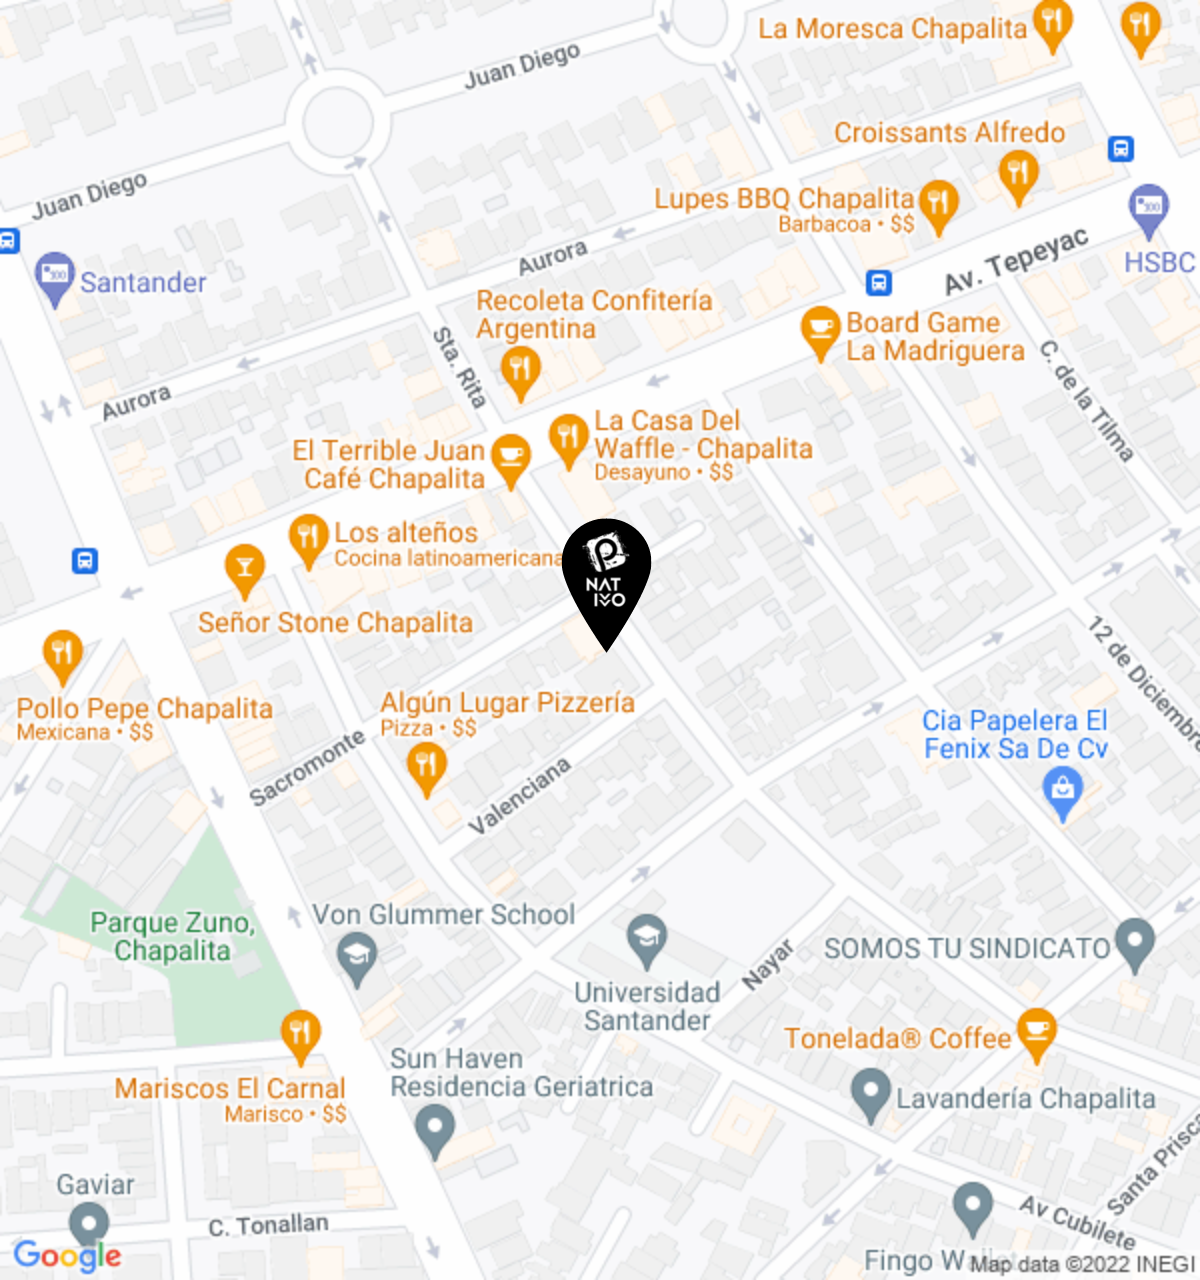 La Moresca Chapalita
Juan Diego
Croissants Alfredo
Juan Diego
Lupes BBQ Chapalita
Barbacoa • $$
Aurora
Av. Tepeyac
HSBC
Santander
Recoleta Confitería
Argentina
Board Game
La Madriguera
Sta. Rita
C. de la Tilma
Aurora
La Casa Del
Waffle - Chapalita
Desayuno • $$
El Terrible Juan
Café Chapalita
Los alteños
Cocina latinoamericana
NAT
IVO
Señor Stone Chapalita
12 de Diciembre
Pollo Pepe Chapalita
Mexicana • $$
Algún Lugar Pizzería
Pizza • $$
Cia Papelera El
Fenix Sa De Cv
Sacromonte
Valenciana
Parque Zuno,
Chapalita
Von Glummer School
SOMOS TU SINDICATO
Nayar
Universidad
Santander
Tonelada® Coffee
Sun Haven
Residencia Geriatrica
Mariscos El Carnal
Marisco • $$
Lavandería Chapalita
Santa Prisca
Gaviar
C. Tonallan
Av Cubilete
Google
Fingo
Map data ©2022 INEGI